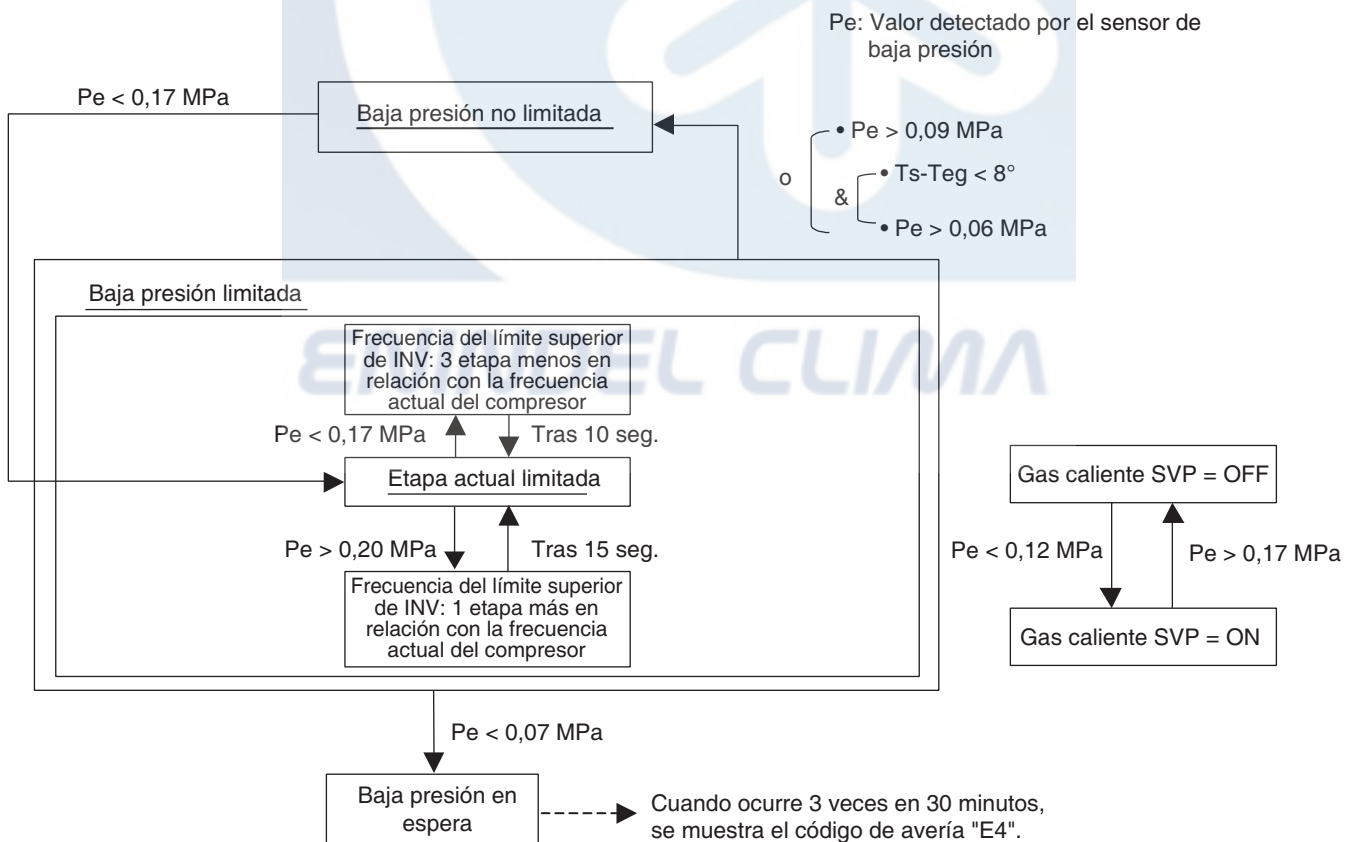 Pe: Valor detectado por el sensor de
baja presión
Pe < 0,17 MPa
Baja presión no limitada
• Pe > 0,09 MPa
o
• Ts-Teg < 8°
&
• Pe > 0,06 MPa
Baja presión limitada
ENINDEL CLIMA
Frecuencia del límite superior
de INV: 3 etapa menos en
relación con la frecuencia
actual del compresor
Pe < 0,17 MPa
Tras 10 seg.
Etapa actual limitada
Pe > 0,20 MPa
Tras 15 seg.
Frecuencia del límite superior
de INV: 1 etapa más en
relación con la frecuencia
actual del compresor
Gas caliente SVP = OFF
Pe < 0,12 MPa
Pe > 0,17 MPa
Gas caliente SVP = ON
Pe < 0,07 MPa
Baja presión en
espera
Cuando ocurre 3 veces en 30 minutos,
se muestra el código de avería "E4".